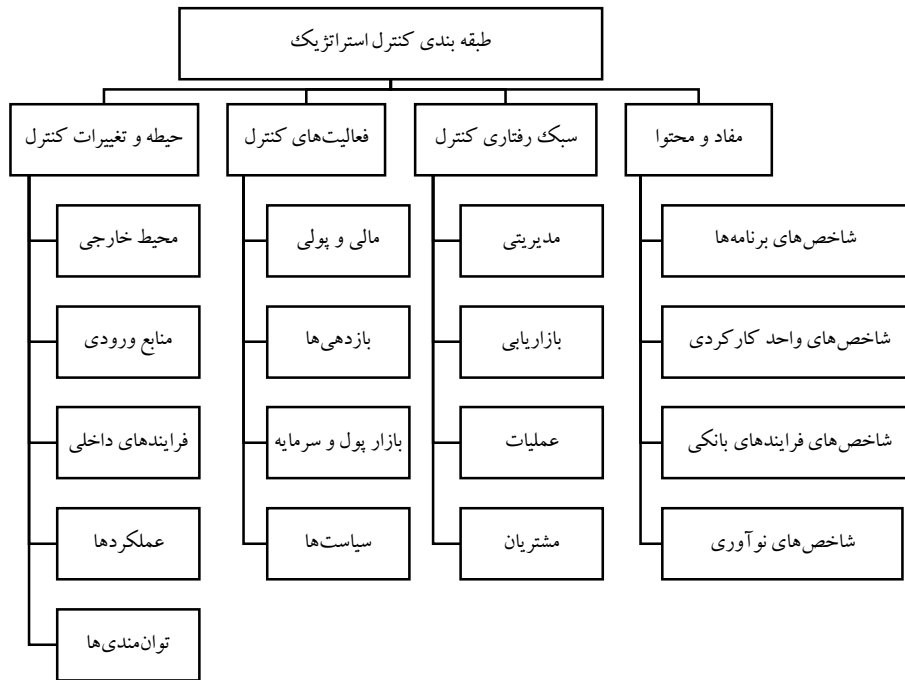 طبقه بندی کنترل استراتژیک
مفاد و محتوا
شاخص‌های برنامه‌ها
شاخص‌های واحد کارکردی
شاخص‌های فرایندهای بانکی
شاخص‌های نوآوری
سبک رفتاری کنترل
مدیریتی
بازاریابی
عملیات
مشتریان
فعالیت‌های کنترل
مالی و پولی
بازدهی‌ها
بازار پول و سرمایه
سیاست‌ها
حیطه و تغییرات کنترل
محیط خارجی
منابع ورودی
فرایندهای داخلی
عملکردها
توان‌مندی‌ها